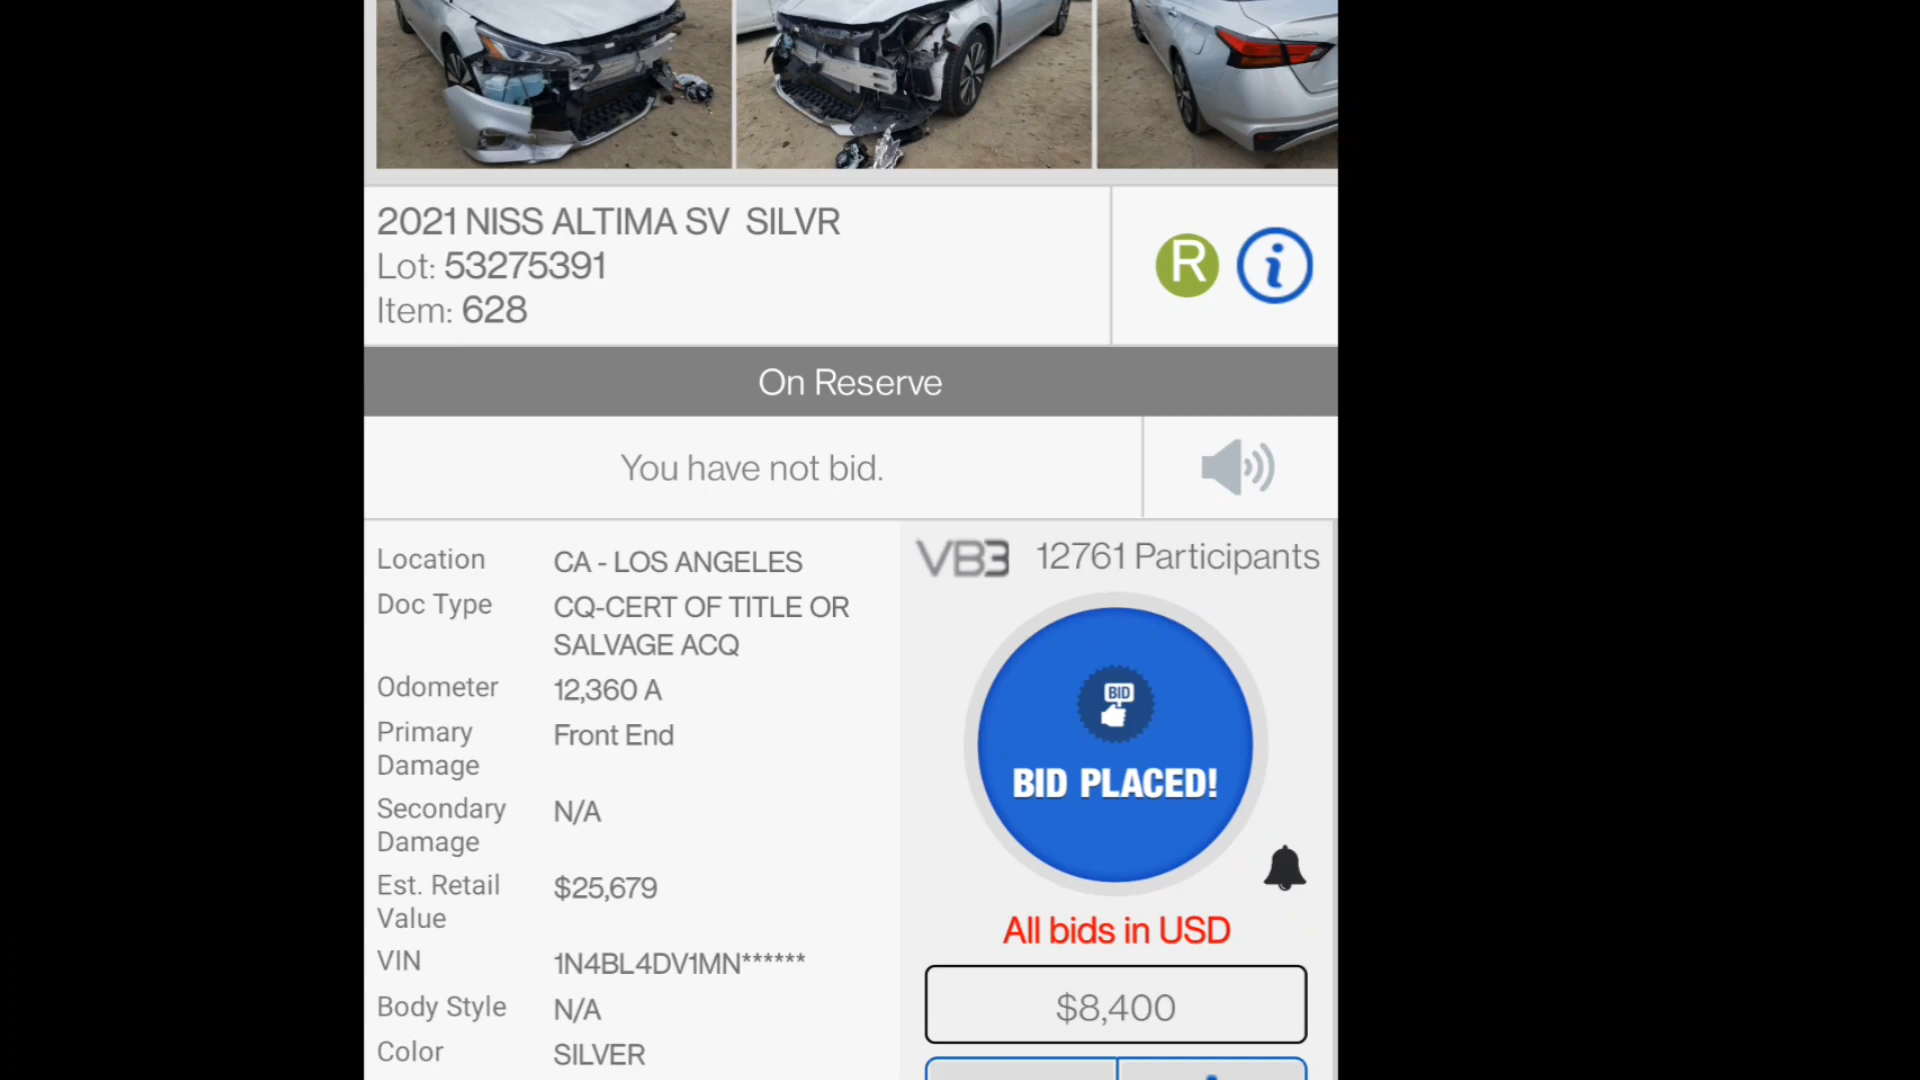 2021 NISS ALTIMA SV SILVR
Lot: 53275391
Item: 628
R
i
On Reserve
You have not bid.
Location CA - LOS ANGELES
Doc Type CQ-CERT OF TITLE OR
SALVAGE ACQ
Odometer 12,360 A
Primary Damage Front End
Secondary Damage N/A
Est. Retail Value $25,679
VIN 1N4BL4DV1MN******
Body Style N/A
Color SILVER
VB3 12761 Participants
BID
BID PLACED!
All bids in USD
$8,400